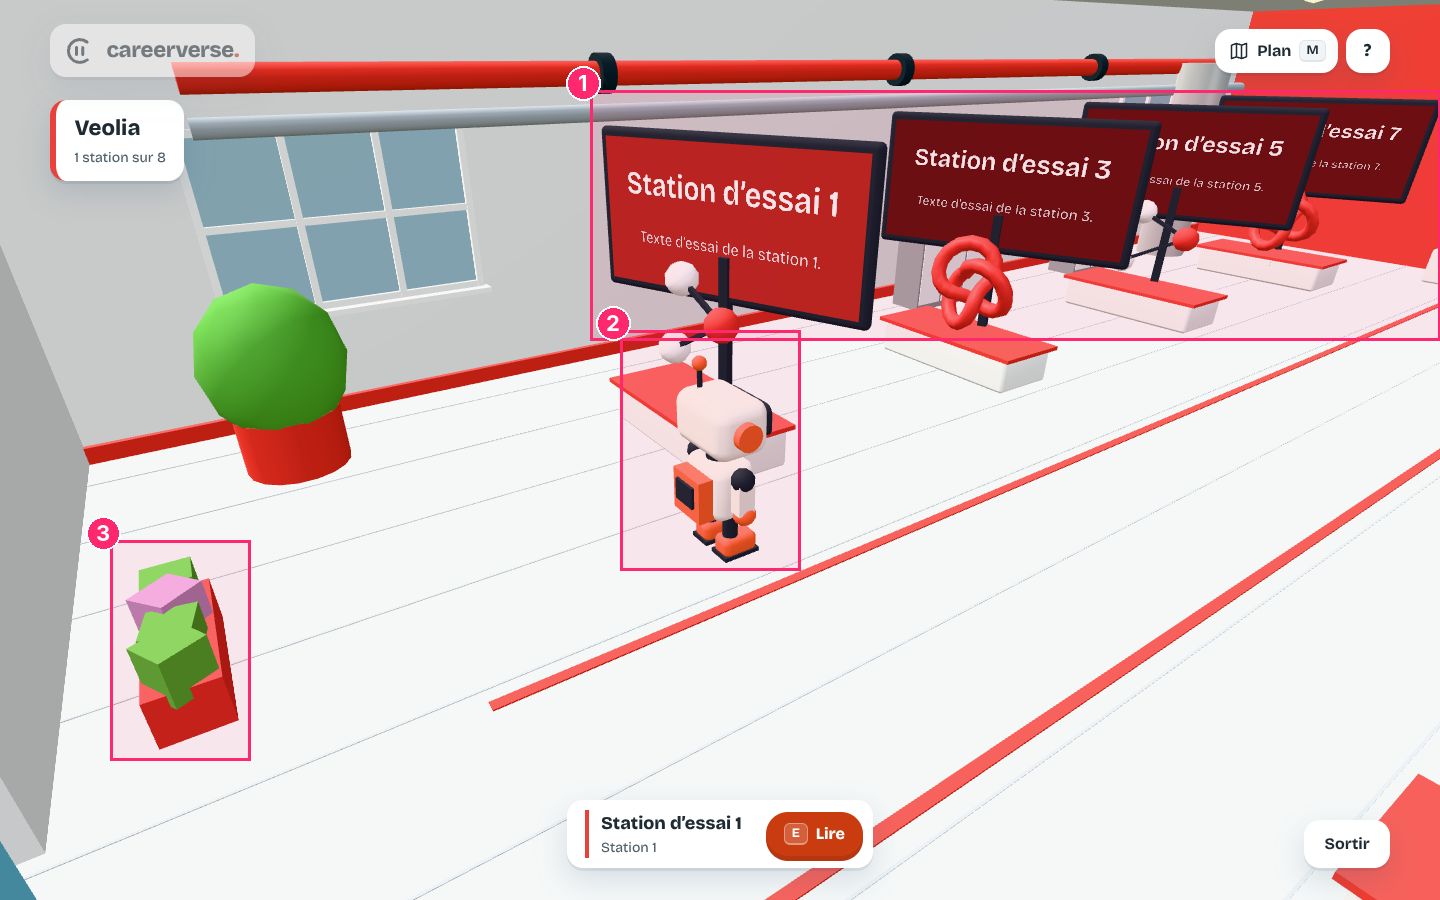 careerverse.
Plan M
?
Veolia
1 station sur 8
Station d'essai 1
Texte d'essai de la station 1.
Station d'essai 3
Texte d'essai de la station 3.
on d'essai 5
ssai de la station 5.
d'essai 7
e la station 7.
1
2
3
Station d'essai 1
Station 1
E Lire
Sortir